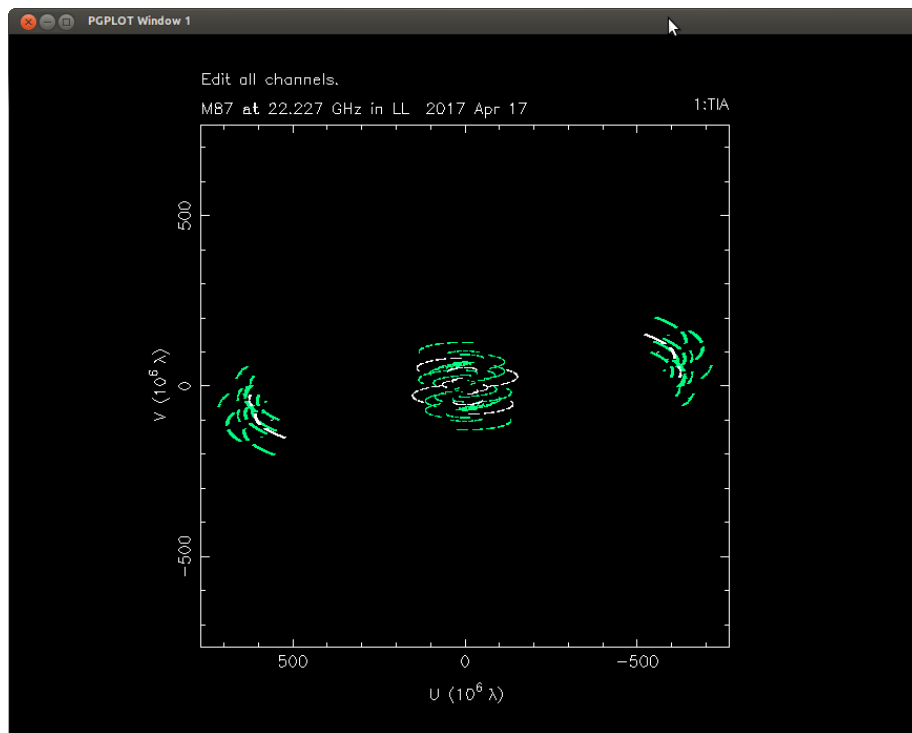 PGPLOT Window 1
Edit all channels.
M87 at 22.227 GHz in LL 2017 Apr 17
1:TIA
500
0
−500
V (10⁶ λ)
500 0 −500
U (10⁶ λ)